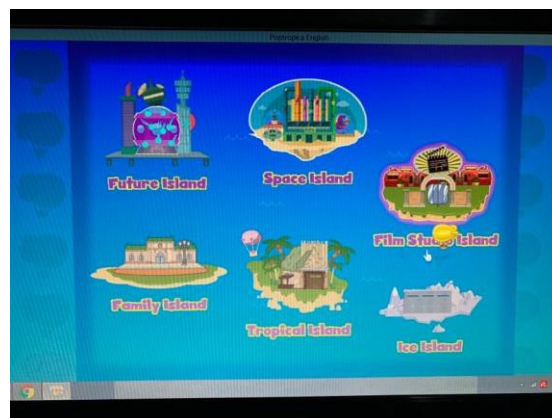 Poptropica English
Future Island
Space Island
Film Studio Island
Family Island
Tropical Island
Ice Island